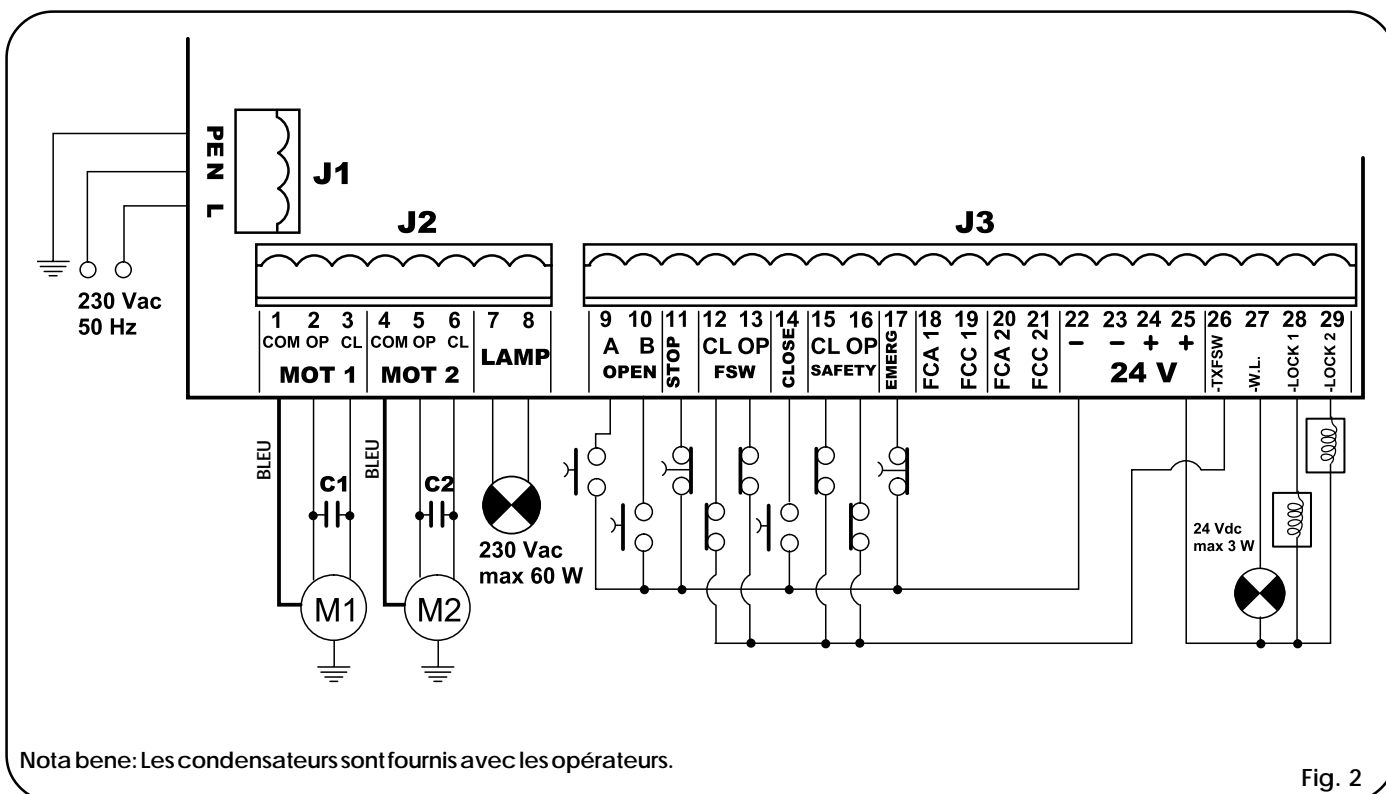 PE N L
J1
J2
J3
230 Vac
50 Hz
1 2 3 4 5 6 7 8
COM OP CL COM OP CL
MOT 1 MOT 2 LAMP
9 10 11 12 13 14 15 16 17 18 19 20 21 22 23 24 25 26 27 28 29
A B CL OP CL OP
OPEN STOP FSW CLOSE SAFETY EMERG FCA 1 FCC 1 FCA 2 FCC 2
- - + +
24 V
-TXFSW
-W.L.
-LOCK 1
-LOCK 2
BLEU
BLEU
C1
C2
230 Vac
max 60 W
M1
M2
24 Vdc
max 3 W
Nota bene: Les condensateurs sont fournis avec les opérateurs.
Fig. 2